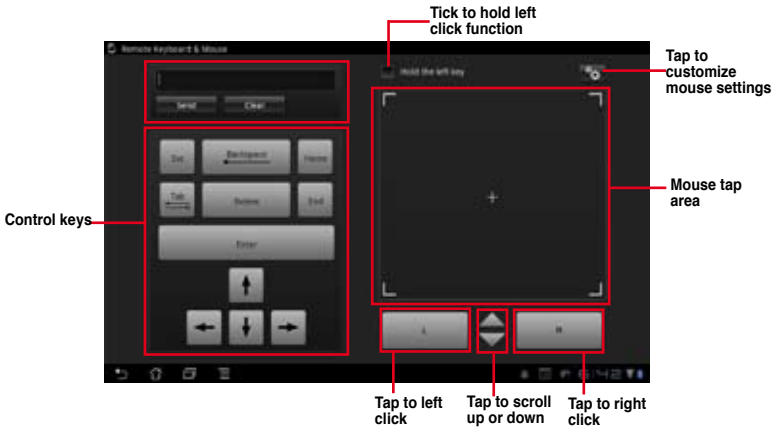 Tick to hold left
click function
Remote Keyboard & Mouse
Hold the left key
Tap to
customize
mouse settings
Send Clear
Backspace Home
Tab Delete End
Enter
Control keys
Mouse tap
area
L
6:42
Tap to left
click
Tap to scroll
up or down
Tap to right
click